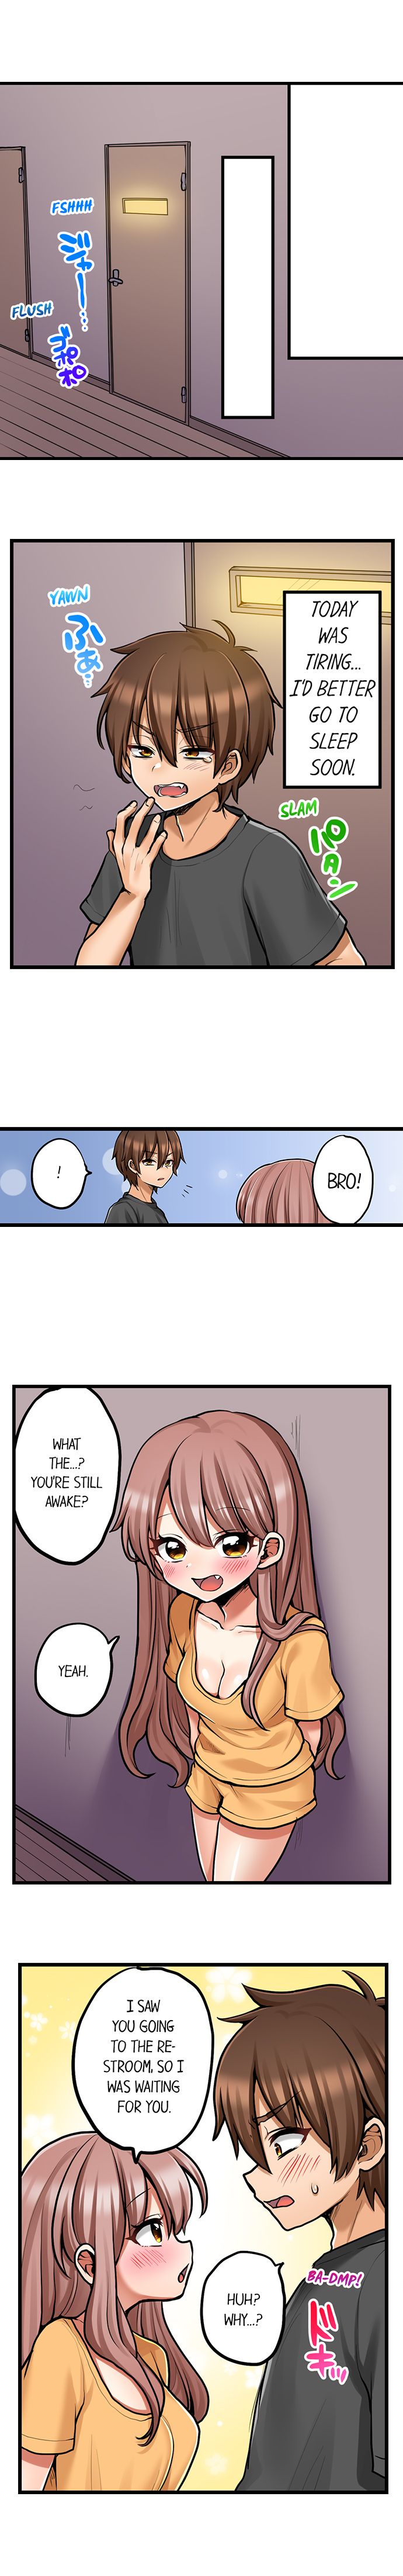 FSHHH
ジャー…
FLUSH
ゴポポ
YAWN
ふぁ…
TODAY
WAS
TIRING...
I'D BETTER
GO TO
SLEEP
SOON.
SLAM
パタン
!
BRO!
WHAT
THE...?
YOU'RE STILL
AWAKE?
YEAH.
I SAW
YOU GOING
TO THE RE-
STROOM, SO I
WAS WAITING
FOR YOU.
HUH?
WHY...?
BA-DMP!
ドキッ